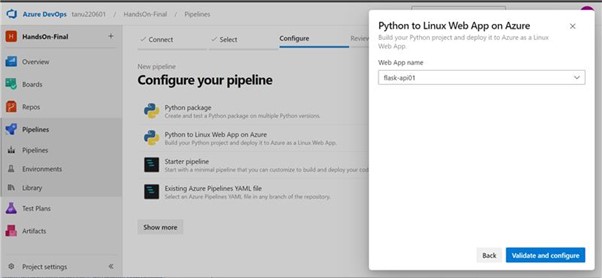 Azure DevOps tanu220601 / HandsOn-Final / Pipelines
H HandsOn-Final +
Overview
Boards
Repos
Pipelines
Pipelines
Environments
Library
Test Plans
Artifacts
Project settings
✓ Connect
✓ Select
Configure
New pipeline
Configure your pipeline
Python package
Create and test a Python package on multiple Python versions.
Python to Linux Web App on Azure
Build your Python project and deploy it to Azure as a Linux Web App.
Starter pipeline
Start with a minimal pipeline that you can customize to build and deploy your
Existing Azure Pipelines YAML file
Select an Azure Pipelines YAML file in any branch of the repository.
Show more
Python to Linux Web App on Azure
Build your Python project and deploy it to Azure as a Linux
Web App.
Web App name
flask-api01
Back
Validate and configure